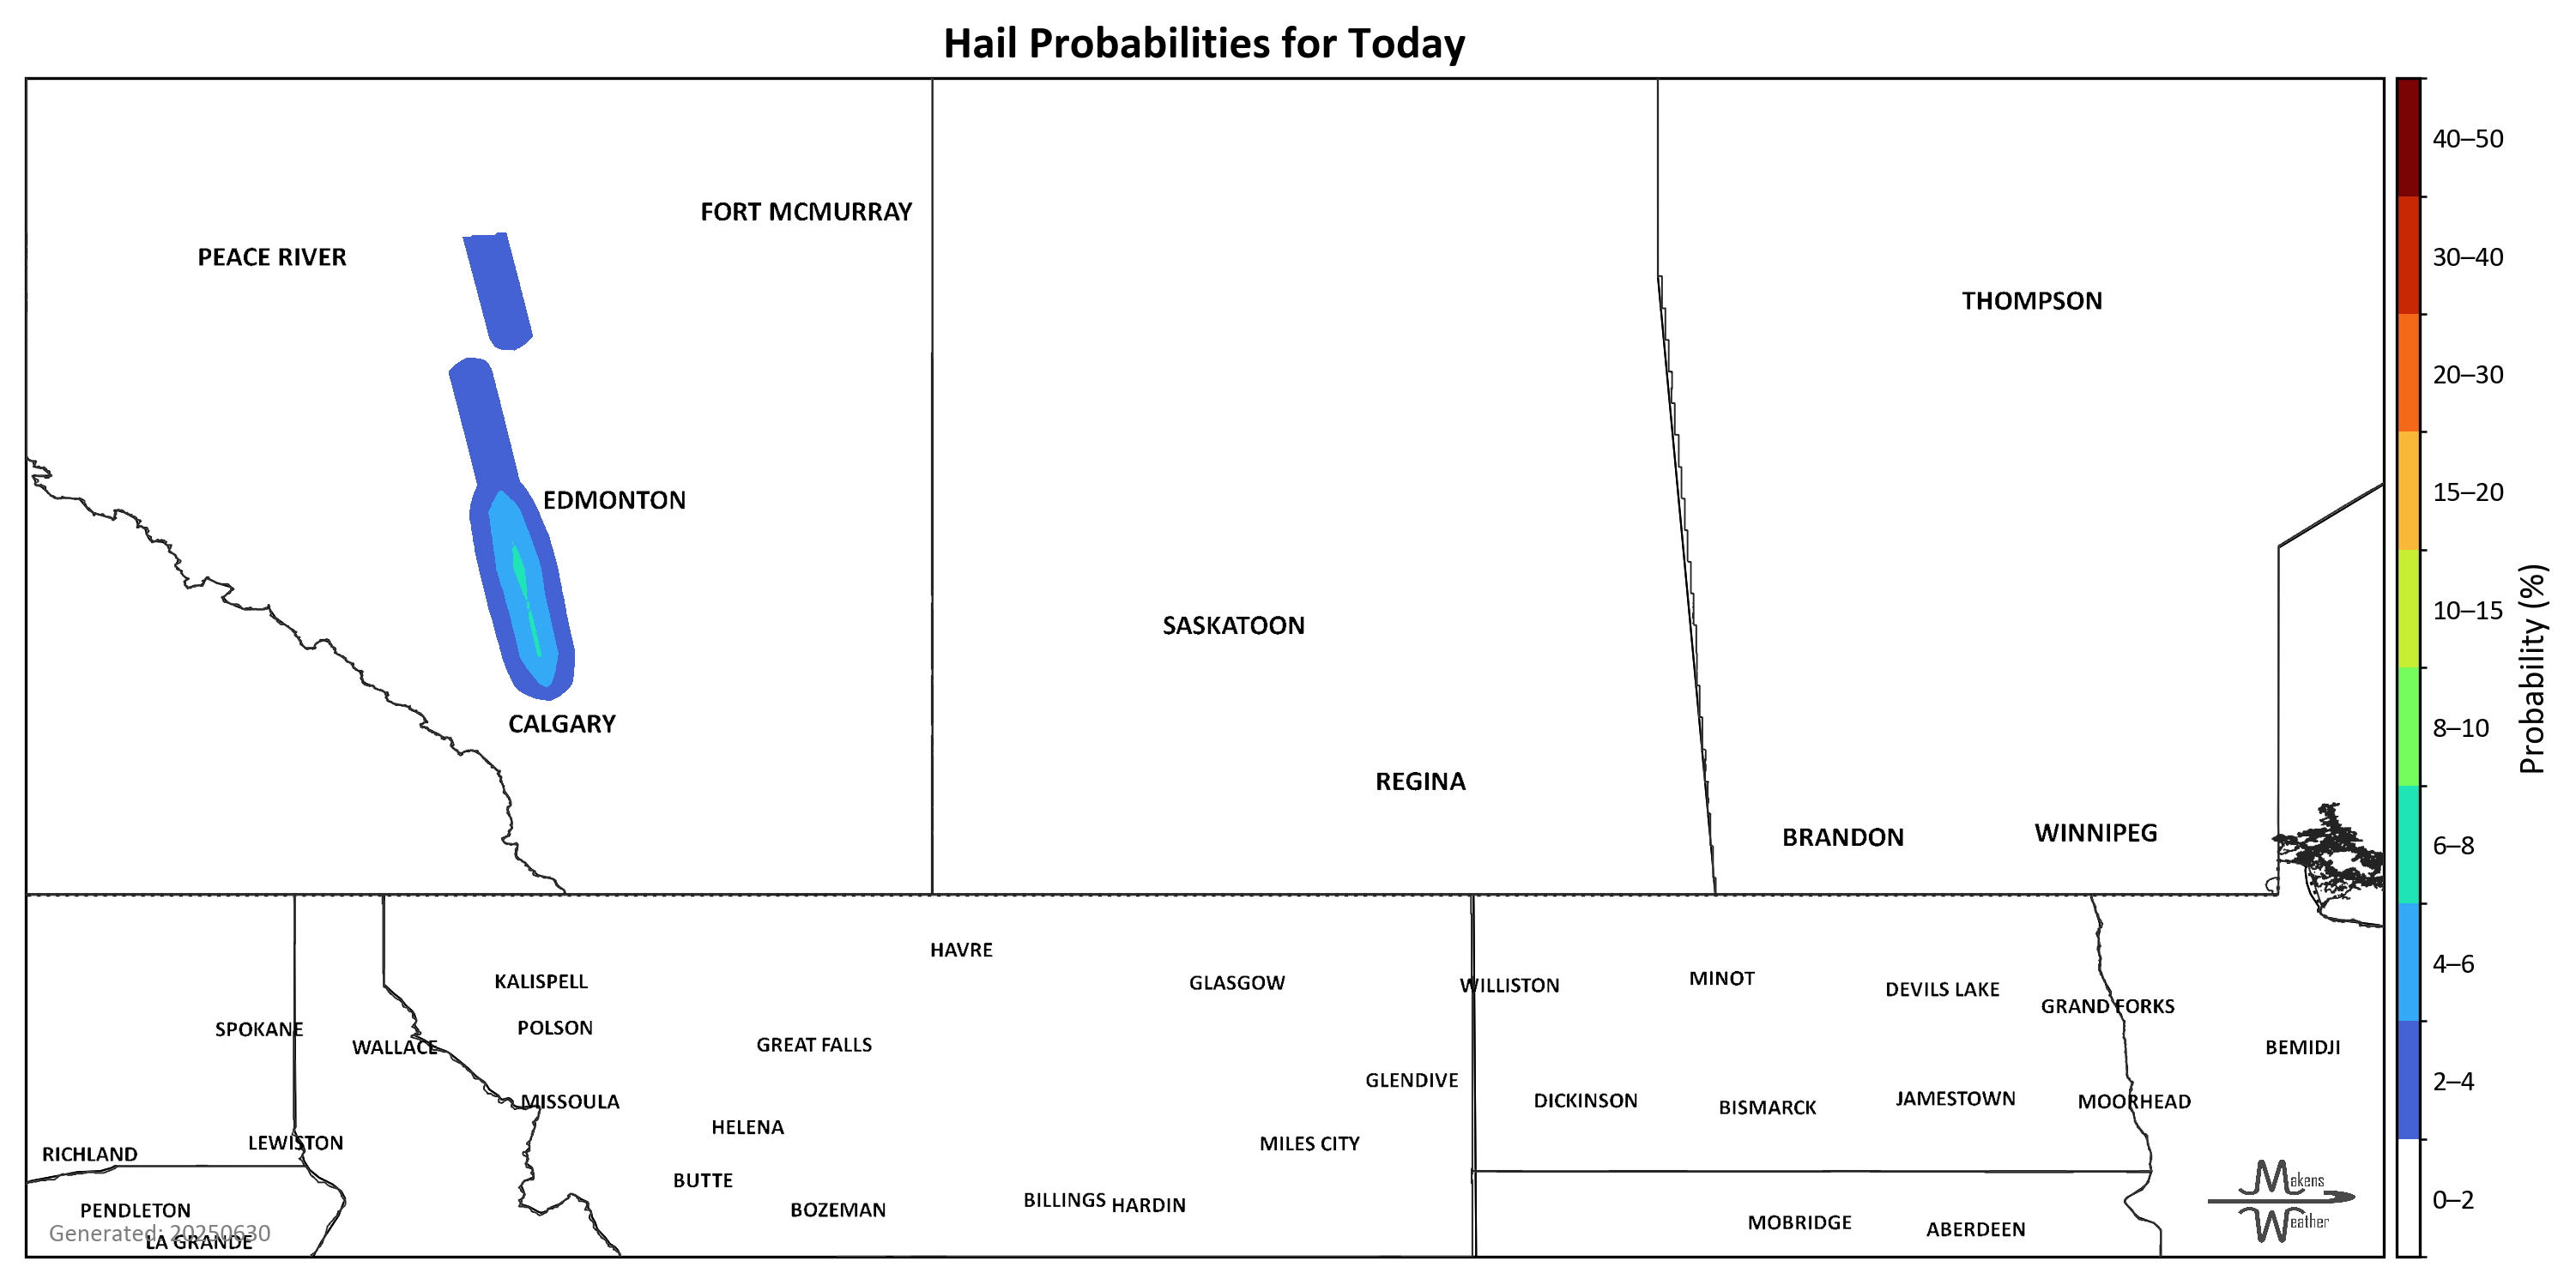 Hail Probabilities for Today
FORT MCMURRAY
PEACE RIVER
THOMPSON
EDMONTON
SASKATOON
CALGARY
REGINA
BRANDON
WINNIPEG
HAVRE
KALISPELL
GLASGOW
WILLISTON
MINOT
DEVILS LAKE
GRAND FORKS
SPOKANE
POLSON
WALLACE
GREAT FALLS
BEMIDJI
GLENDIVE
MISSOULA
DICKINSON
BISMARCK
JAMESTOWN
MOORHEAD
HELENA
LEWISTON
MILES CITY
RICHLAND
BUTTE
BILLINGS
HARDIN
PENDLETON
BOZEMAN
MOBRIDGE
ABERDEEN
Generated: 20250630
LA GRANDE
Makens
Weather
40–50
30–40
20–30
15–20
10–15
8–10
6–8
4–6
2–4
0–2
Probability (%)